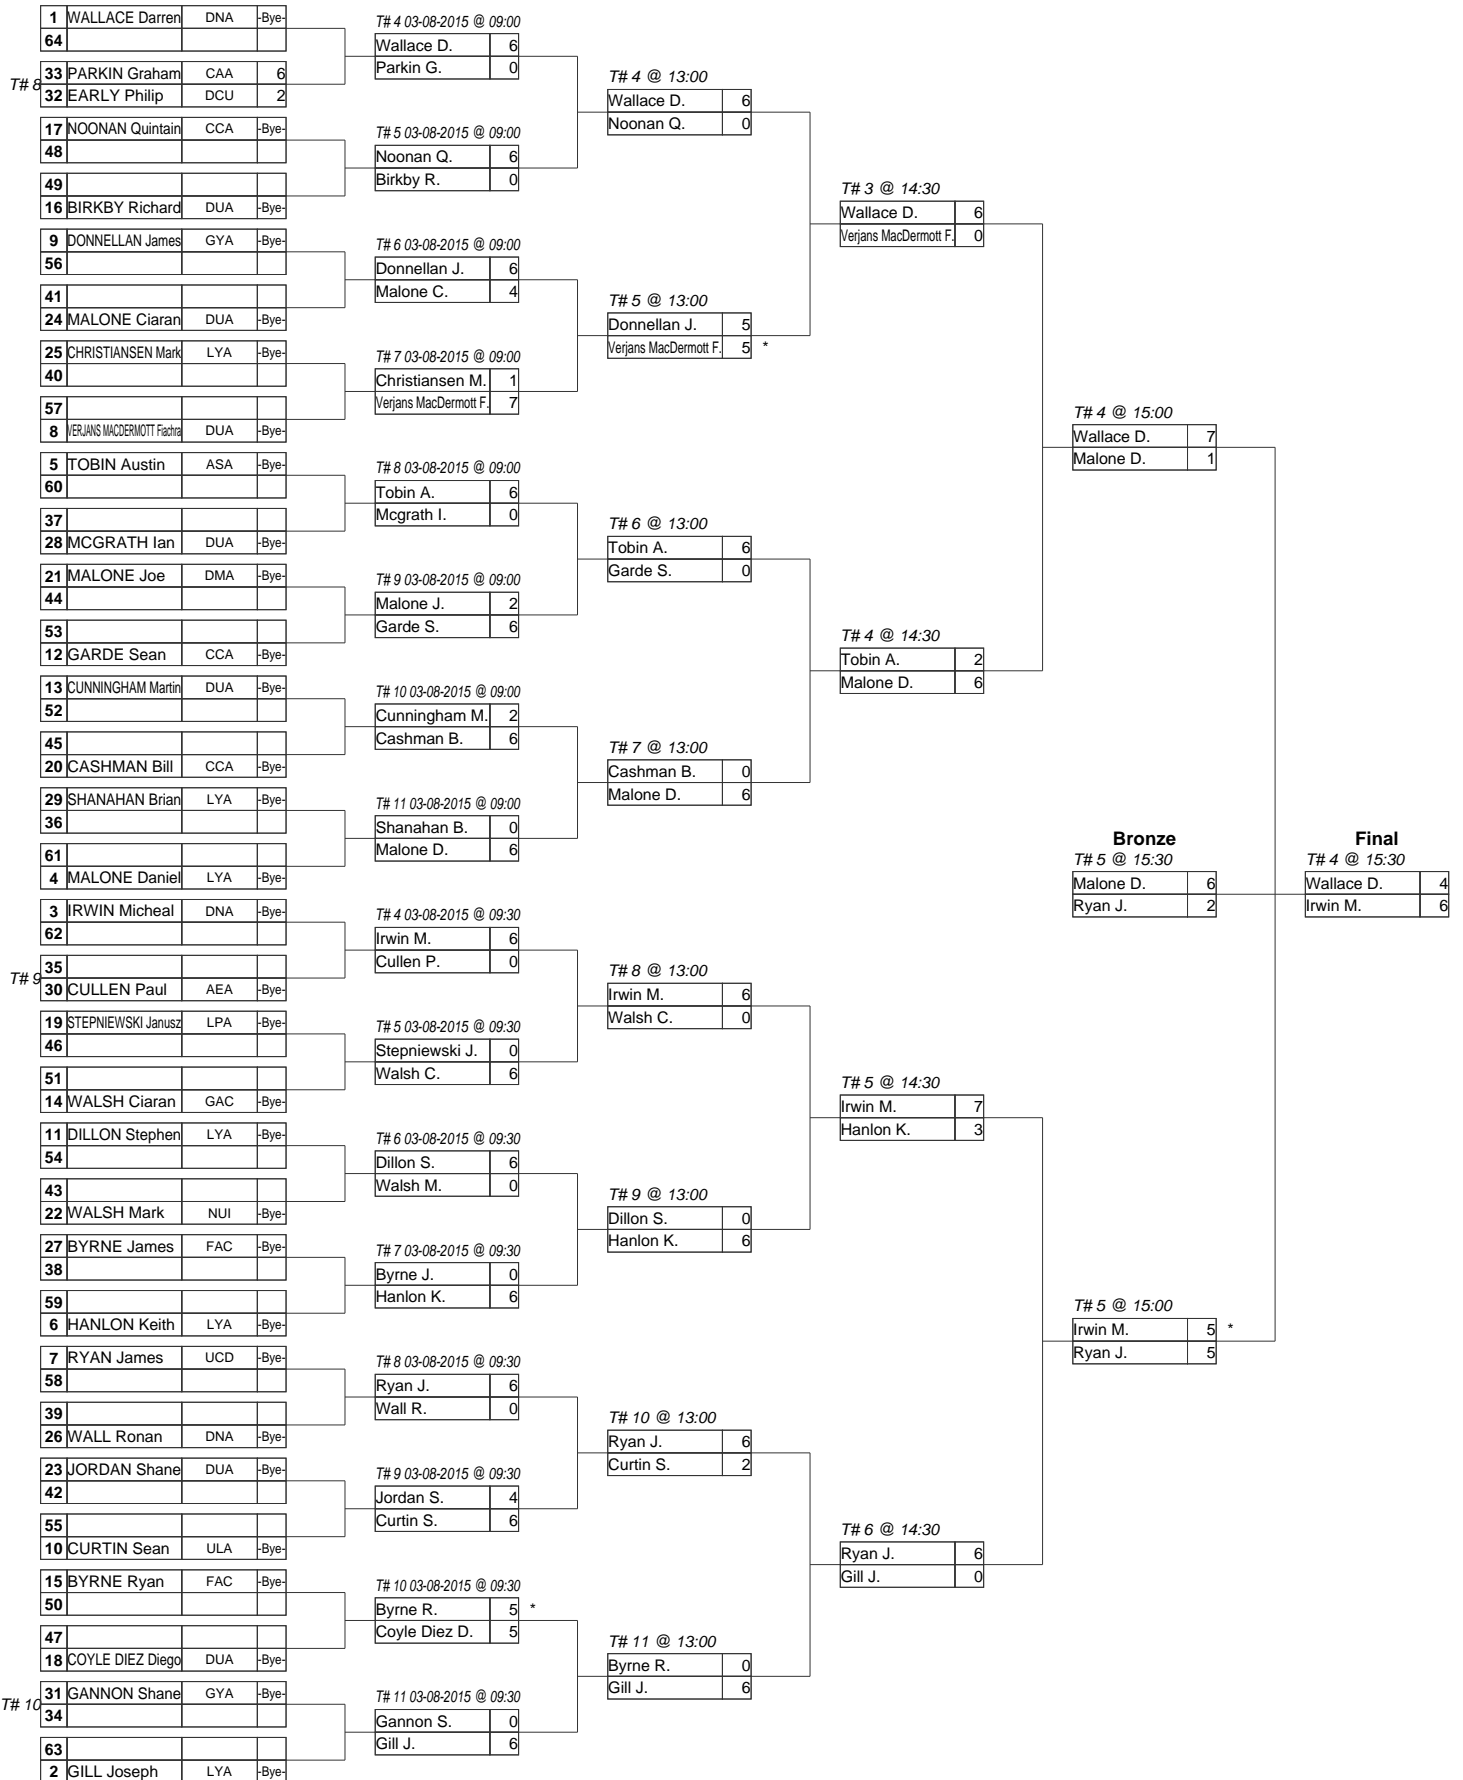 1 WALLACE Darren DNA -Bye-
64
T# 8
33 PARKIN Graham CAA 6
32 EARLY Philip DCU 2
17 NOONAN Quintain CCA -Bye-
48
49
16 BIRKBY Richard DUA -Bye-
9 DONNELLAN James GYA -Bye-
56
41
24 MALONE Ciaran DUA -Bye-
25 CHRISTIANSEN Mark LYA -Bye-
40
57
8 VERJANS MACDERMOTT Fiachra DUA -Bye-
5 TOBIN Austin ASA -Bye-
60
37
28 MCGRATH Ian DUA -Bye-
21 MALONE Joe DMA -Bye-
44
53
12 GARDE Sean CCA -Bye-
13 CUNNINGHAM Martin DUA -Bye-
52
45
20 CASHMAN Bill CCA -Bye-
29 SHANAHAN Brian LYA -Bye-
36
61
4 MALONE Daniel LYA -Bye-
3 IRWIN Micheal DNA -Bye-
62
T# 9
35
30 CULLEN Paul AEA -Bye-
19 STEPNIEWSKI Janusz LPA -Bye-
46
51
14 WALSH Ciaran GAC -Bye-
11 DILLON Stephen LYA -Bye-
54
43
22 WALSH Mark NUI -Bye-
27 BYRNE James FAC -Bye-
38
59
6 HANLON Keith LYA -Bye-
7 RYAN James UCD -Bye-
58
39
26 WALL Ronan DNA -Bye-
23 JORDAN Shane DUA -Bye-
42
55
10 CURTIN Sean ULA -Bye-
15 BYRNE Ryan FAC -Bye-
50
47
18 COYLE DIEZ Diego DUA -Bye-
T# 10
31 GANNON Shane GYA -Bye-
34
63
2 GILL Joseph LYA -Bye-
T# 4 03-08-2015 @ 09:00
Wallace D. 6
Parkin G. 0
T# 5 03-08-2015 @ 09:00
Noonan Q. 6
Birkby R. 0
T# 6 03-08-2015 @ 09:00
Donnellan J. 6
Malone C. 4
T# 7 03-08-2015 @ 09:00
Christiansen M. 1
Verjans MacDermott F. 7
T# 8 03-08-2015 @ 09:00
Tobin A. 6
Mcgrath I. 0
T# 9 03-08-2015 @ 09:00
Malone J. 2
Garde S. 6
T# 10 03-08-2015 @ 09:00
Cunningham M. 2
Cashman B. 6
T# 11 03-08-2015 @ 09:00
Shanahan B. 0
Malone D. 6
T# 4 03-08-2015 @ 09:30
Irwin M. 6
Cullen P. 0
T# 5 03-08-2015 @ 09:30
Stepniewski J. 0
Walsh C. 6
T# 6 03-08-2015 @ 09:30
Dillon S. 6
Walsh M. 0
T# 7 03-08-2015 @ 09:30
Byrne J. 0
Hanlon K. 6
T# 8 03-08-2015 @ 09:30
Ryan J. 6
Wall R. 0
T# 9 03-08-2015 @ 09:30
Jordan S. 4
Curtin S. 6
T# 10 03-08-2015 @ 09:30
Byrne R. 5 *
Coyle Diez D. 5
T# 11 03-08-2015 @ 09:30
Gannon S. 0
Gill J. 6
T# 4 @ 13:00
Wallace D. 6
Noonan Q. 0
T# 5 @ 13:00
Donnellan J. 5
Verjans MacDermott F. 5 *
T# 6 @ 13:00
Tobin A. 6
Garde S. 0
T# 7 @ 13:00
Cashman B. 0
Malone D. 6
T# 8 @ 13:00
Irwin M. 6
Walsh C. 0
T# 9 @ 13:00
Dillon S. 0
Hanlon K. 6
T# 10 @ 13:00
Ryan J. 6
Curtin S. 2
T# 11 @ 13:00
Byrne R. 0
Gill J. 6
T# 3 @ 14:30
Wallace D. 6
Verjans MacDermott F. 0
T# 4 @ 14:30
Tobin A. 2
Malone D. 6
T# 5 @ 14:30
Irwin M. 7
Hanlon K. 3
T# 6 @ 14:30
Ryan J. 6
Gill J. 0
T# 4 @ 15:00
Wallace D. 7
Malone D. 1
T# 5 @ 15:00
Irwin M. 5 *
Ryan J. 5
Bronze
T# 5 @ 15:30
Malone D. 6
Ryan J. 2
Final
T# 4 @ 15:30
Wallace D. 4
Irwin M. 6